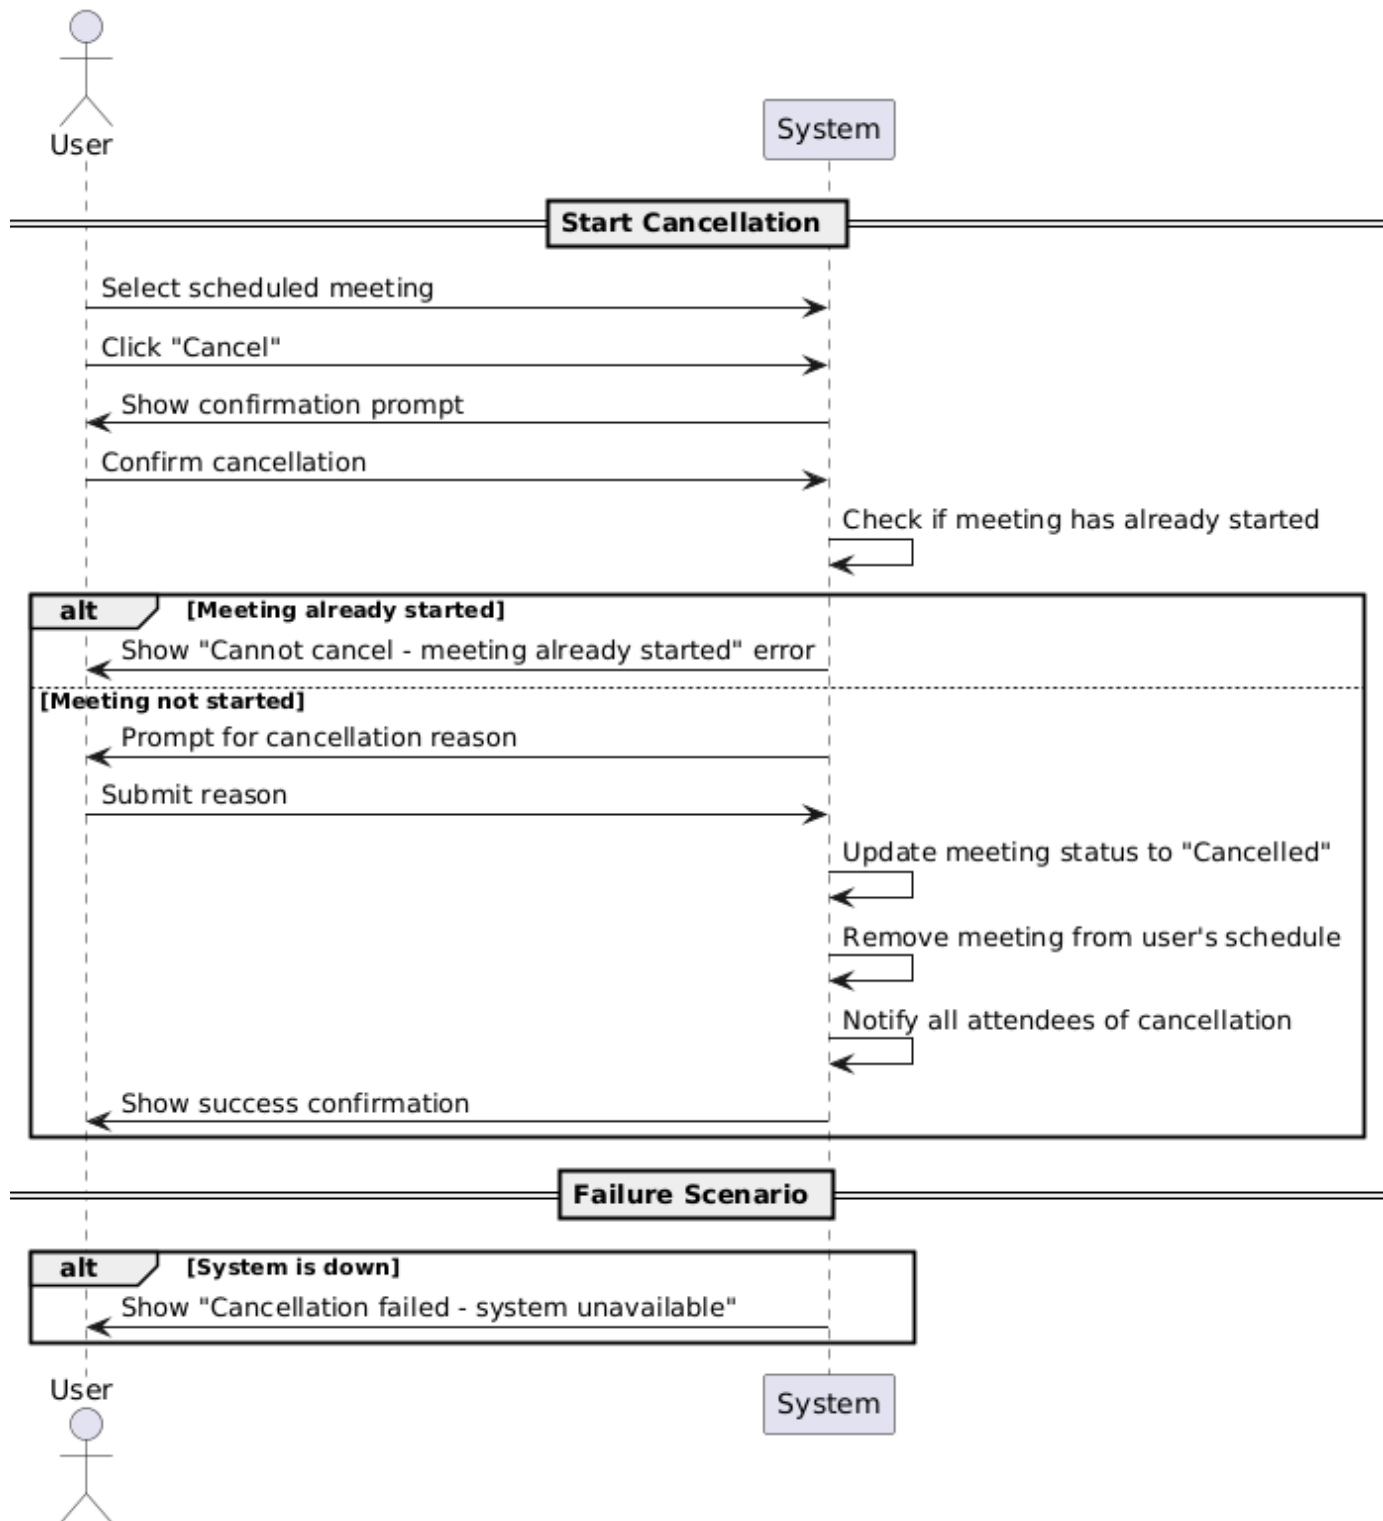 User
System
Start Cancellation
Select scheduled meeting
Click "Cancel"
Show confirmation prompt
Confirm cancellation
Check if meeting has already started
alt [Meeting already started]
Show "Cannot cancel - meeting already started" error
[Meeting not started]
Prompt for cancellation reason
Submit reason
Update meeting status to "Cancelled"
Remove meeting from user's schedule
Notify all attendees of cancellation
Show success confirmation
Failure Scenario
alt [System is down]
Show "Cancellation failed - system unavailable"
User
System